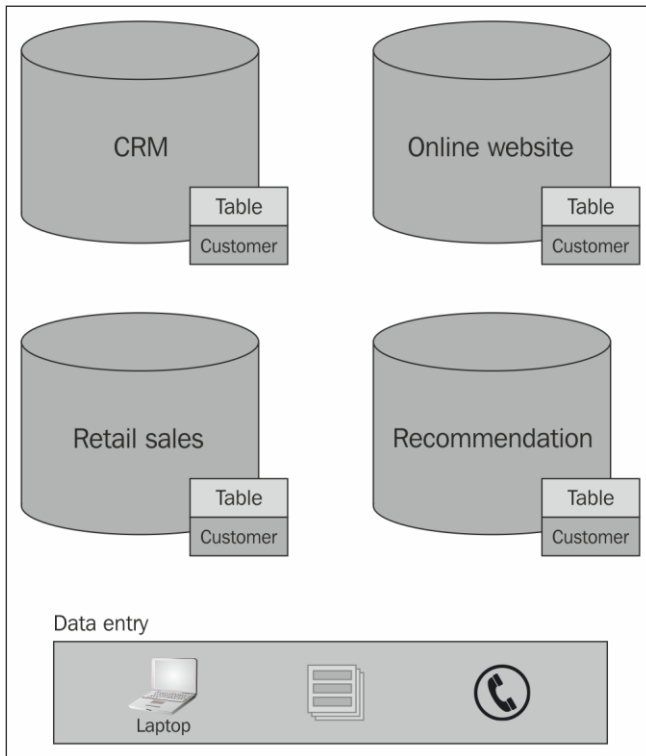 CRM
Table
Customer
Online website
Table
Customer
Retail sales
Table
Customer
Recommendation
Table
Customer
Data entry
Laptop